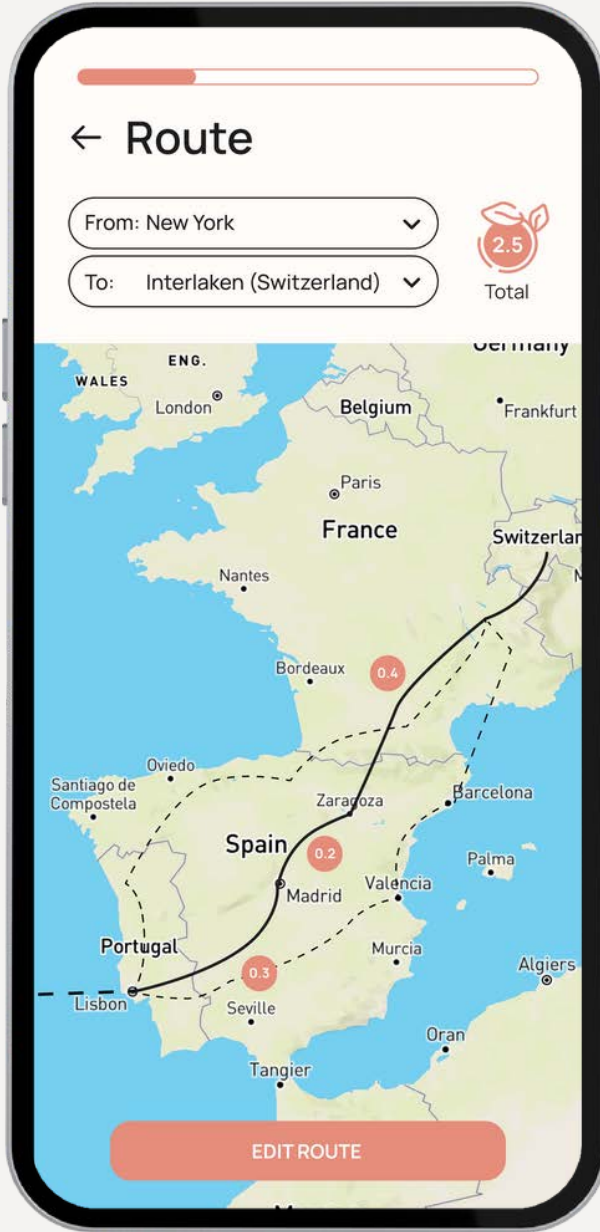 Route
From: New York
To: Interlaken (Switzerland)
2.5
Total
Germany
ENG.
WALES
London
Belgium
Frankfurt
Paris
France
Switzerlan
Nantes
Bordeaux
0.4
Oviedo
Santiago de
Compostela
Zaragoza
Barcelona
Spain
0.2
Madrid
Valencia
Palma
Portugal
Murcia
Algiers
0.3
Lisbon
Seville
Oran
Tangier
EDIT ROUTE